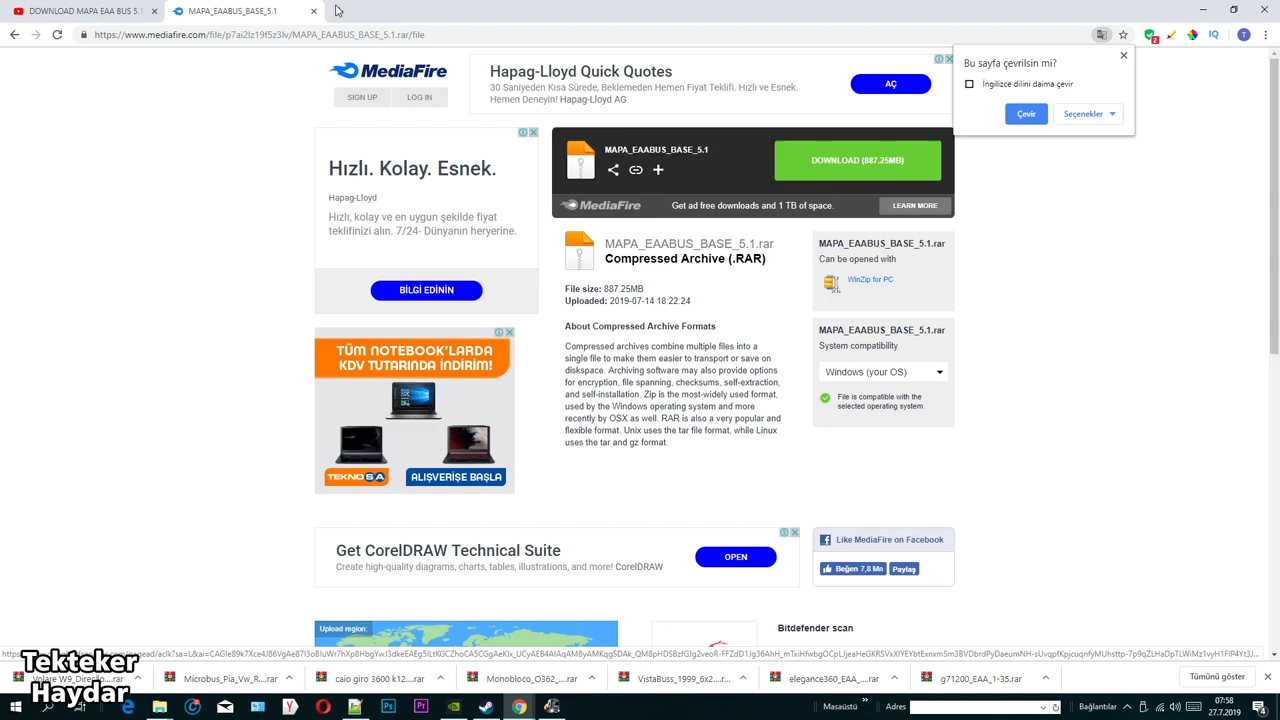 DOWNLOAD MAPA EAA BUS 5.1
MAPA_EAABUS_BASE_5.1
https://www.mediafire.com/file/p7ai2lz19f5z3lv/MAPA_EAABUS_BASE_5.1.rar/file
2
IQ
T
Bu sayfa çevrilsin mi?
İngilizce dilini daima çevir
Çevir
Seçenekler
MediaFire
SIGN UP
LOG IN
Hapag-Lloyd Quick Quotes
30 Saniyeden Kısa Sürede, Beklemeden Hemen Fiyat Teklifi. Hızlı ve Esnek.
Hemen Deneyin! Hapag-Lloyd AG
AÇ
Hızlı. Kolay. Esnek.
Hapag-Lloyd
Hızlı, kolay ve en uygun şekilde fiyat
teklifinizi alın. 7/24- Dünyanın heryerine.
BİLGİ EDİNİN
MAPA_EAABUS_BASE_5.1
DOWNLOAD (887.25MB)
MediaFire
Get ad free downloads and 1 TB of space.
LEARN MORE
MAPA_EAABUS_BASE_5.1.rar
Compressed Archive (.RAR)
File size: 887.25MB
Uploaded: 2019-07-14 18:22:24
About Compressed Archive Formats
Compressed archives combine multiple files into a
single file to make them easier to transport or save on
diskspace. Archiving software may also provide options
for encryption, file spanning, checksums, self-extraction,
and self-installation. Zip is the most-widely used format,
used by the Windows operating system and more
recently by OSX as well. RAR is also a very popular and
flexible format. Unix uses the tar file format, while Linux
uses the tar and gz format.
MAPA_EAABUS_BASE_5.1.rar
Can be opened with
WinZip for PC
MAPA_EAABUS_BASE_5.1.rar
System compatibility
Windows (your OS)
File is compatible with the
selected operating system.
TÜM NOTEBOOK'LARDA
KDV TUTARINDA İNDİRİM!
TEKNOSA
ALIŞVERİŞE BAŞLA
Get CorelDRAW Technical Suite
Create high-quality diagrams, charts, tables, illustrations, and more! CorelDRAW
OPEN
Like MediaFire on Facebook
Beğen 7,8 Mn
Paylaş
Upload region:
Bitdefender scan
Tekteker
Haydar
Volare W9_Direç�o....rar
Microbus_Pia_Vw_R....rar
caio giro 3600 k12....rar
Monobloco_O362_....rar
VistaBuss_1999_6x2....rar
elegance360_EAA_....rar
g71200_EAA_1-35.rar
Tümünü göster
Masaüstü
Adres
Bağlantılar
07:58
27.7.2019